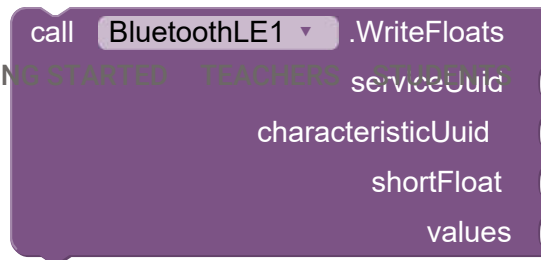 call BluetoothLE1 ▼ .WriteFloats
NG STARTED TEACHERS STUDENTS
serviceUuid
characteristicUuid
shortFloat
values